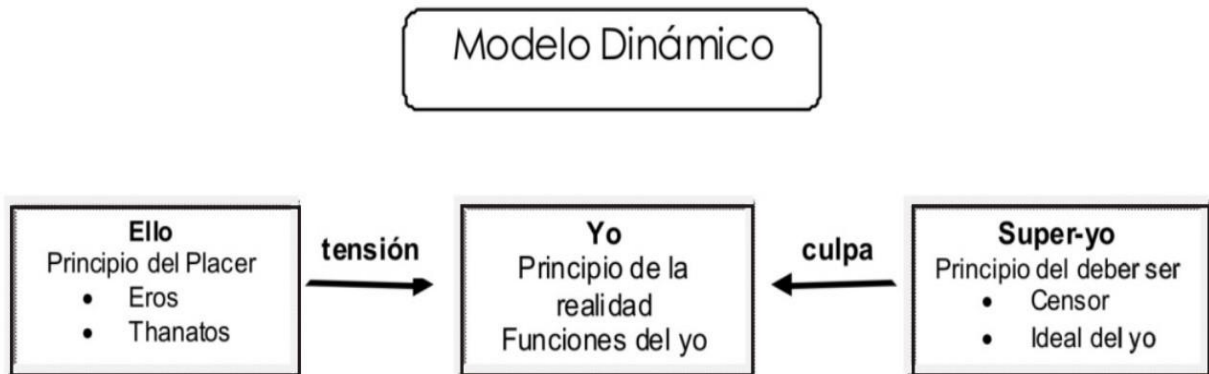 Modelo Dinámico
Ello
Principio del Placer
• Eros
• Thanatos
tensión
Yo
Principio de la
realidad
Funciones del yo
culpa
Super-yo
Principio del deber ser
• Censor
• Ideal del yo